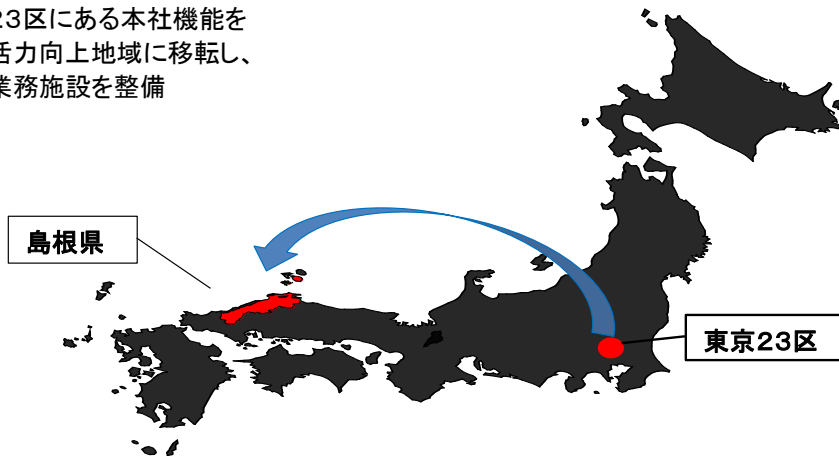 23区にある本社機能を
活力向上地域に移転し、
業務施設を整備
島根県
東京23区